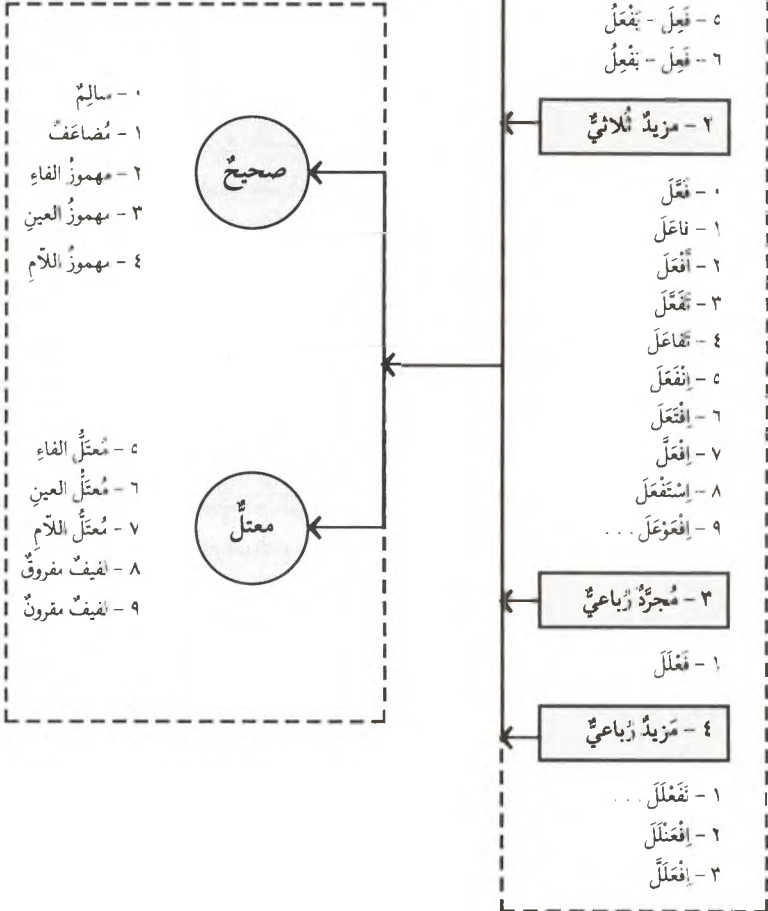 ٥ – فَعِلَ – يَفْعَلُ
٦ – فَعِلَ – يَفْعِلُ
٢ – مزيدٌ ثُلاثيٌّ
٠ – فَعَّلَ
١ – فاعَلَ
٢ – أَفْعَلَ
٣ – تَفَعَّلَ
٤ – تَفاعَلَ
٥ – اِنْفَعَلَ
٦ – اِفْتَعَلَ
٧ – اِفْعَلَّ
٨ – اِسْتَفْعَلَ
٩ – اِفْعَوْعَلَ . . .
٣ – مُجرَّدٌ رُباعيٌّ
١ – فَعْلَلَ
٤ – مَزيدٌ رُباعيٌّ
١ – تَفَعْلَلَ . . .
٢ – اِفْعَنْلَلَ
٣ – اِفْعَلَلَّ
صحيحٌ
٠ – سالِمٌ
١ – مُضاعَفٌ
٢ – مهموزُ الفاءِ
٣ – مهموزُ العينِ
٤ – مهموزُ اللاّمِ
معتلٌّ
٥ – مُعتَلُّ الفاءِ
٦ – مُعتَلُّ العينِ
٧ – مُعتَلُّ اللاّمِ
٨ – لفيفٌ مفروقٌ
٩ – لفيفٌ مقرونٌ